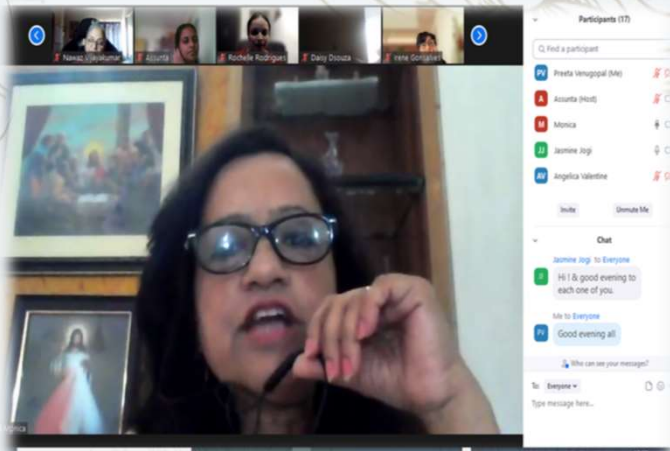 Nawaz Vijayakumar
Assunta
Rochelle Rodrigues
Daisy Dsouza
Irene Gonsalves
Participants (17)
Find a participant
PV Preeta Venugopal (Me)
A Assunta (Host)
M Monica
JJ Jasmine Jogi
AV Angelica Valentine
Invite Unmute Me
Chat
Jasmine Jogi to Everyone
Hi ! & good evening to
each one of you.
Me to Everyone
PV Good evening all
Who can see your messages?
To: Everyone
Type message here...